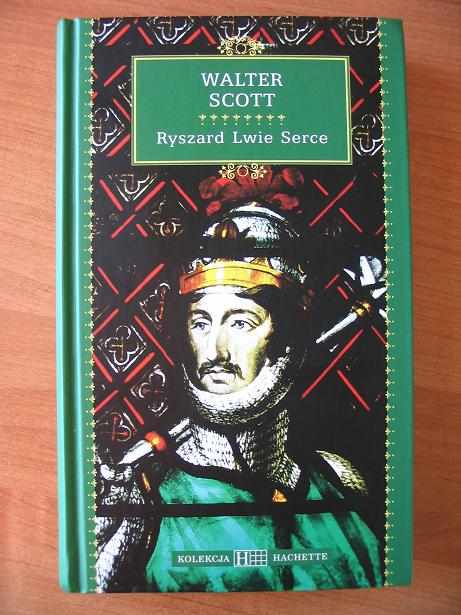 WALTER
SCOTT
Ryszard Lwie Serce
KOLEKCJA H HACHETTE